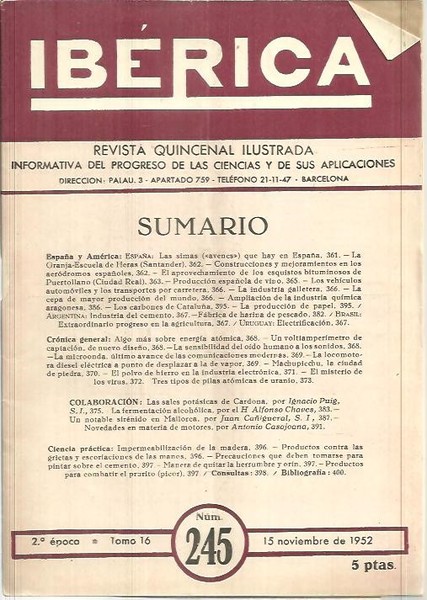 IBÉRICA
REVISTA QUINCENAL ILUSTRADA
INFORMATIVA DEL PROGRESO DE LAS CIENCIAS Y DE SUS APLICACIONES
DIRECCION: PALAU, 3 - APARTADO 759 - TELÉFONO 21-11-47 - BARCELONA
SUMARIO
España y América: ESPAÑA: Las simas («avencs») que hay en España, 361. — La
Granja-Escuela de Heras (Santander), 362. — Construcciones y mejoramientos en los
aeródromos españoles, 362. — El aprovechamiento de los esquistos bituminosos de
Puertollano (Ciudad Real), 363. — Producción española de vino, 365. — Los vehículos
automóviles y los transportes por carretera, 366. — La industria galletera, 366. — La
cepa de mayor producción del mundo, 366. — Ampliación de la industria química
aragonesa, 386. — Los carbones de Cataluña, 395. — La producción de papel, 395. /
ARGENTINA: Industria del cemento, 367. — Fábrica de harina de pescado, 382. / BRASIL:
Extraordinario progreso en la agricultura, 367. / URUGUAY: Electrificación, 367.
Crónica general: Algo más sobre energía atómica, 368. — Un voltiamperímetro de
captación, de nuevo diseño, 368. — La sensibilidad del oído humano a los sonidos, 368.
— La microonda, último avance de las comunicaciones modernas, 369. — La locomoto-
ra diesel eléctrica a punto de desplazar a la de vapor, 369. — Machupicchu, la ciudad
de piedra, 370. — El polvo de hierro en la industria electrónica, 371. — El misterio de
los virus, 372. Tres tipos de pilas atómicas de uranio, 373.
COLABORACIÓN: Las sales potásicas de Cardona, por Ignacio Puig,
S. I., 375. La fermentación alcohólica, por el H. Alfonso Chaves, 383. —
Un notable sirénido en Mallorca, por Juan Cañigueral, S. I., 387. —
Novedades en materia de motores, por Antonio Casajoana, 391.
Ciencia práctica: Impermeabilización de la madera, 396. — Productos contra las
grietas y escoriaciones de las manos, 396. — Precauciones que deben tomarse para
pintar sobre el cemento, 397. — Manera de quitar la herrumbre y orín, 397. — Productos
para combatir el prurito (picor), 397. / Consultas: 398. / Bibliografía: 400.
Núm.
2.ª época Tomo 16 245 15 noviembre de 1952
5 ptas.